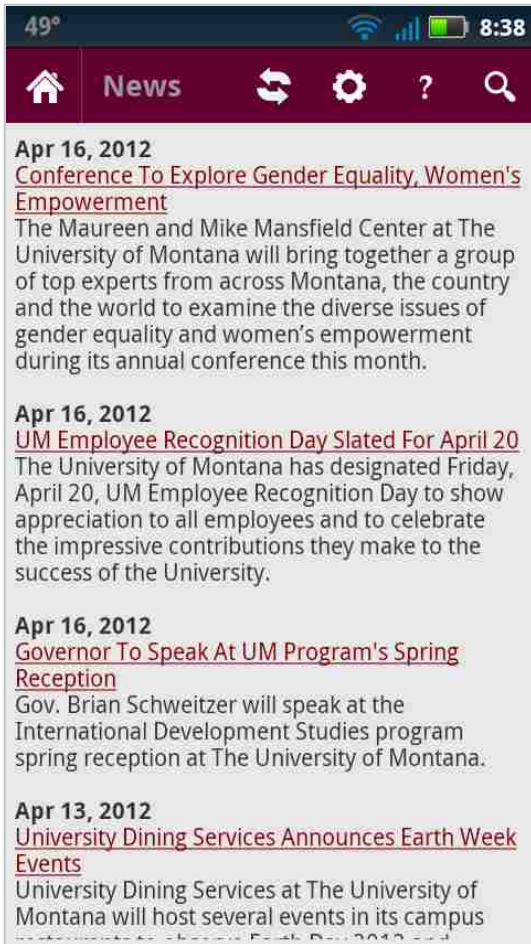 49°
8:38
News
?
Apr 16, 2012
Conference To Explore Gender Equality, Women's
Empowerment
The Maureen and Mike Mansfield Center at The
University of Montana will bring together a group
of top experts from across Montana, the country
and the world to examine the diverse issues of
gender equality and women’s empowerment
during its annual conference this month.
Apr 16, 2012
UM Employee Recognition Day Slated For April 20
The University of Montana has designated Friday,
April 20, UM Employee Recognition Day to show
appreciation to all employees and to celebrate
the impressive contributions they make to the
success of the University.
Apr 16, 2012
Governor To Speak At UM Program's Spring
Reception
Gov. Brian Schweitzer will speak at the
International Development Studies program
spring reception at The University of Montana.
Apr 13, 2012
University Dining Services Announces Earth Week
Events
University Dining Services at The University of
Montana will host several events in its campus
restaurants to observe Earth Day 2012 and